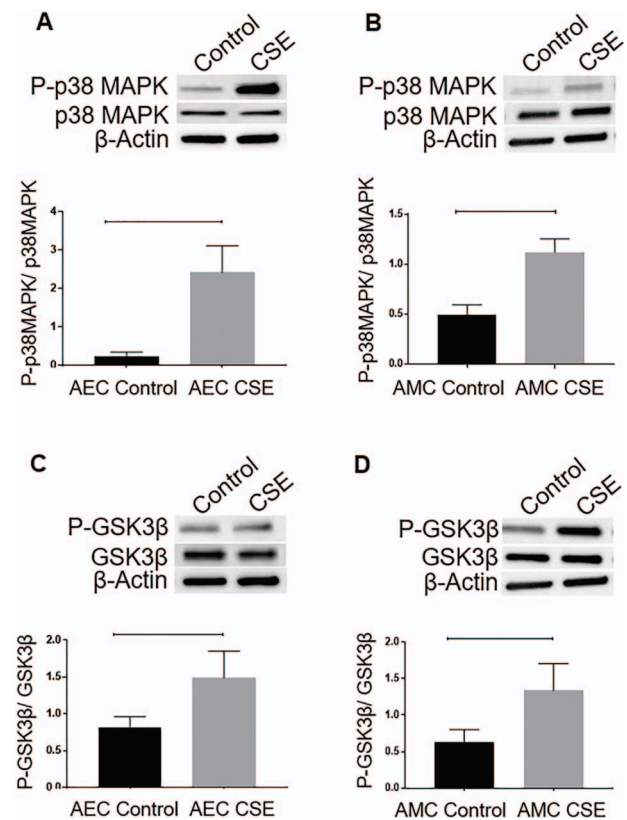 A
Control
CSE
P-p38 MAPK
p38 MAPK
β-Actin
P-p38MAPK/ p38MAPK
4
3
2
1
0
AEC Control AEC CSE
B
Control
CSE
P-p38 MAPK
p38 MAPK
β-Actin
P-p38MAPK/ p38MAPK
1.5
1.0
0.5
0.0
AMC Control AMC CSE
C
Control
CSE
P-GSK3β
GSK3β
β-Actin
P-GSK3β/ GSK3β
2.0
1.5
1.0
0.5
0.0
AEC Control AEC CSE
D
Control
CSE
P-GSK3β
GSK3β
β-Actin
P-GSK3β/ GSK3β
2.0
1.5
1.0
0.5
0.0
AMC Control AMC CSE